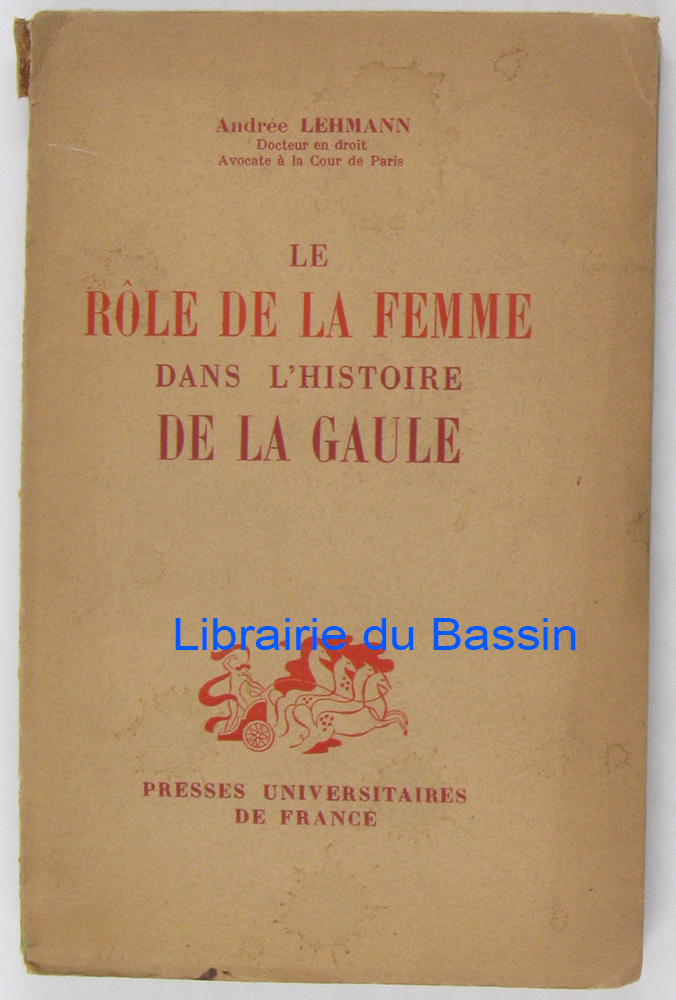 Andrée LEHMANN
Docteur en droit
Avocate à la Cour de Paris
LE
RÔLE DE LA FEMME
DANS L'HISTOIRE
DE LA GAULE
Librairie du Bassin
PRESSES UNIVERSITAIRES
DE FRANCE